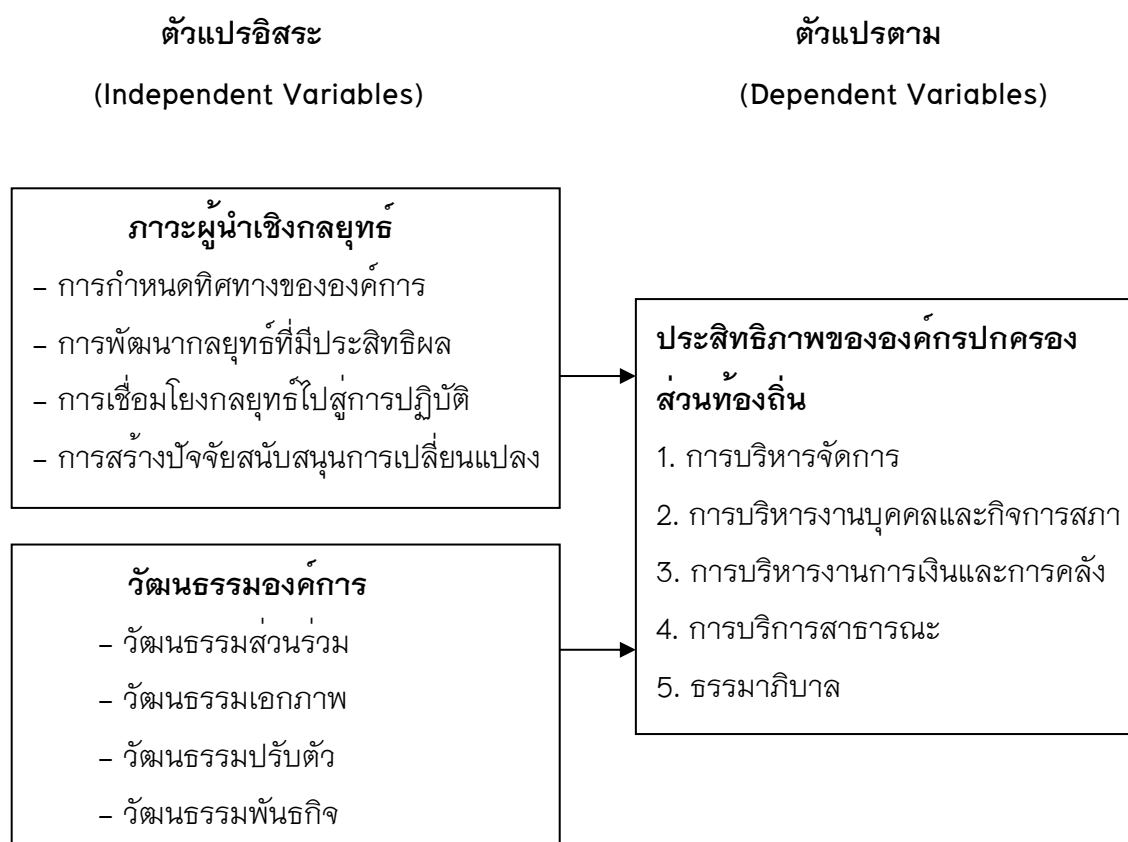 ตัวแปรอิสระ
(Independent Variables)
ตัวแปรตาม
(Dependent Variables)
ภาวะผู้นำเชิงกลยุทธ์
– การกำหนดทิศทางขององค์การ
– การพัฒนากลยุทธ์ที่มีประสิทธิผล
– การเชื่อมโยงกลยุทธ์ไปสู่การปฏิบัติ
– การสร้างปัจจัยสนับสนุนการเปลี่ยนแปลง
วัฒนธรรมองค์การ
– วัฒนธรรมส่วนร่วม
– วัฒนธรรมเอกภาพ
– วัฒนธรรมปรับตัว
– วัฒนธรรมพันธกิจ
ประสิทธิภาพขององค์กรปกครอง
ส่วนท้องถิ่น
1. การบริหารจัดการ
2. การบริหารงานบุคคลและกิจการสภา
3. การบริหารงานการเงินและการคลัง
4. การบริการสาธารณะ
5. ธรรมาภิบาล